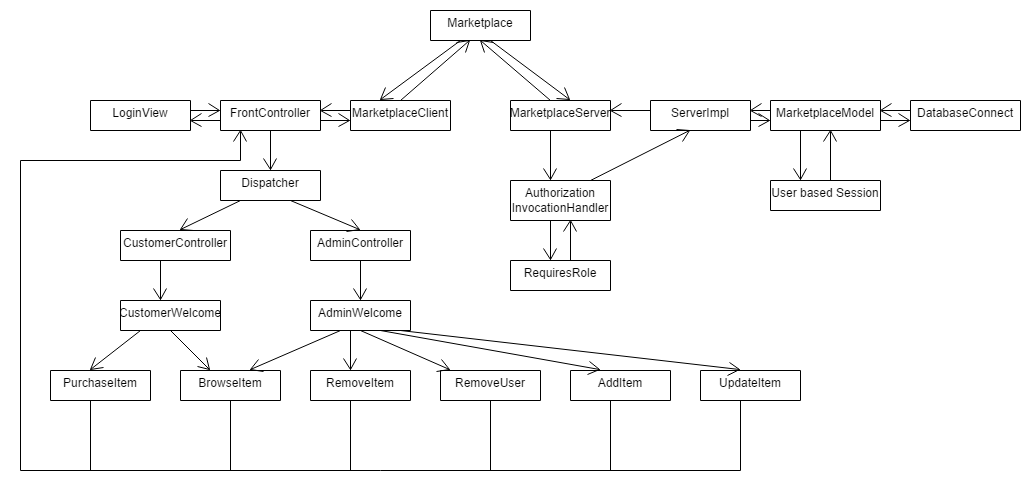 Marketplace
LoginView
FrontController
MarketplaceClient
MarketplaceServer
ServerImpl
MarketplaceModel
DatabaseConnect
Dispatcher
Authorization
InvocationHandler
User based Session
CustomerController
AdminController
RequiresRole
CustomerWelcome
AdminWelcome
PurchaseItem
BrowseItem
RemoveItem
RemoveUser
AddItem
UpdateItem